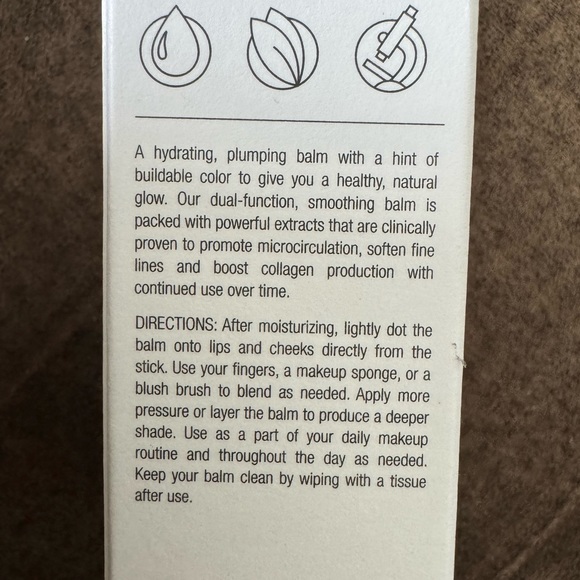 A hydrating, plumping balm with a hint of
buildable color to give you a healthy, natural
glow. Our dual-function, smoothing balm is
packed with powerful extracts that are clinically
proven to promote microcirculation, soften fine
lines and boost collagen production with
continued use over time.
DIRECTIONS: After moisturizing, lightly dot the
balm onto lips and cheeks directly from the
stick. Use your fingers, a makeup sponge, or a
blush brush to blend as needed. Apply more
pressure or layer the balm to produce a deeper
shade. Use as a part of your daily makeup
routine and throughout the day as needed.
Keep your balm clean by wiping with a tissue
after use.